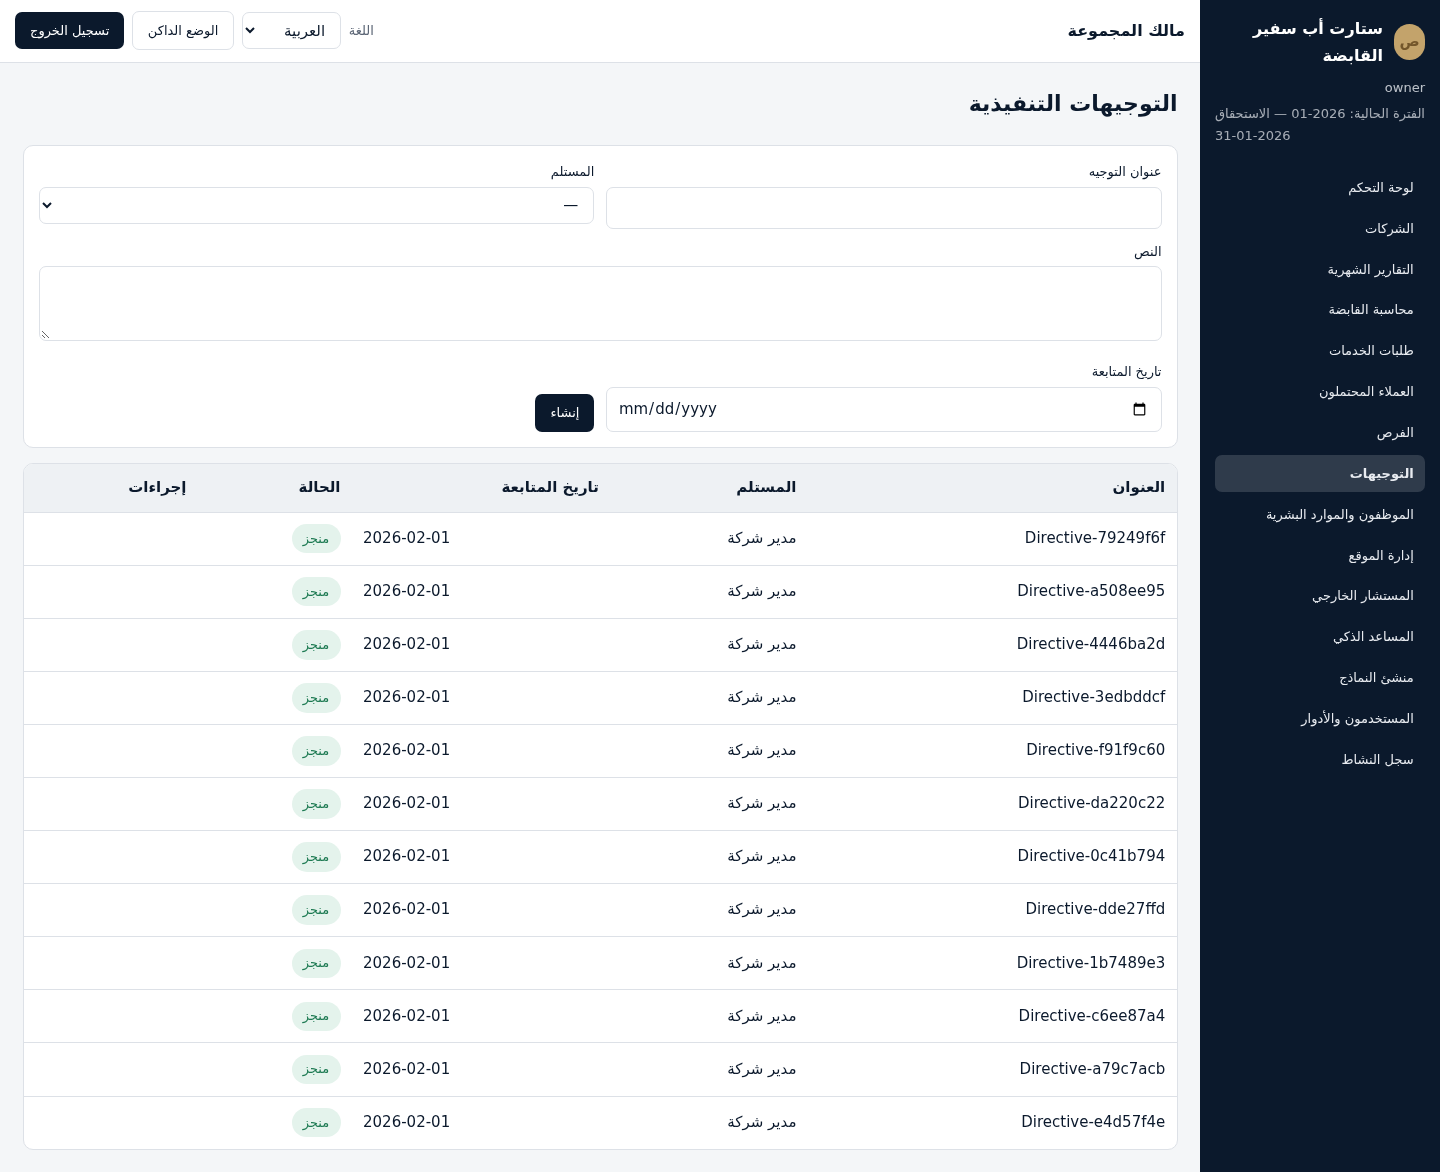 ص
ستارت أب سفير
القابضة
owner
الفترة الحالية: 2026-01 — الاستحقاق
2026-01-31
لوحة التحكم
الشركات
التقارير الشهرية
محاسبة القابضة
طلبات الخدمات
العملاء المحتملون
الفرص
التوجيهات
الموظفون والموارد البشرية
إدارة الموقع
المستشار الخارجي
المساعد الذكي
منشئ النماذج
المستخدمون والأدوار
سجل النشاط
مالك المجموعة
اللغة العربية الوضع الداكن تسجيل الخروج
التوجيهات التنفيذية
عنوان التوجيه المستلم
—
النص
تاريخ المتابعة
mm/dd/yyyy إنشاء
العنوان المستلم تاريخ المتابعة الحالة إجراءات
Directive-79249f6f مدير شركة 2026-02-01 منجز
Directive-a508ee95 مدير شركة 2026-02-01 منجز
Directive-4446ba2d مدير شركة 2026-02-01 منجز
Directive-3edbddcf مدير شركة 2026-02-01 منجز
Directive-f91f9c60 مدير شركة 2026-02-01 منجز
Directive-da220c22 مدير شركة 2026-02-01 منجز
Directive-0c41b794 مدير شركة 2026-02-01 منجز
Directive-dde27ffd مدير شركة 2026-02-01 منجز
Directive-1b7489e3 مدير شركة 2026-02-01 منجز
Directive-c6ee87a4 مدير شركة 2026-02-01 منجز
Directive-a79c7acb مدير شركة 2026-02-01 منجز
Directive-e4d57f4e مدير شركة 2026-02-01 منجز